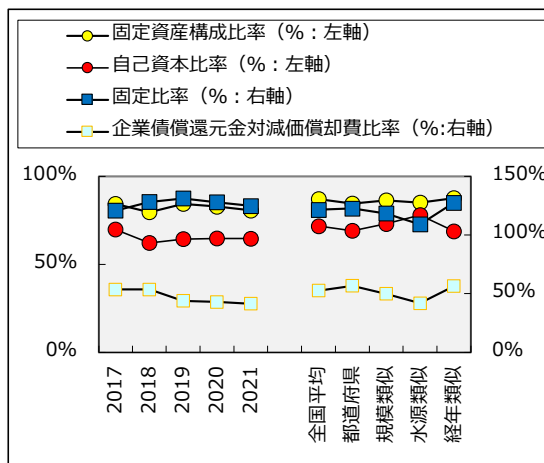 固定資産構成比率（%：左軸）
自己資本比率（%：左軸）
固定比率（%：右軸）
企業債償還元金対減価償却費比率（%:右軸）
100%
50%
0%
150%
100%
50%
0%
2017
2018
2019
2020
2021
全国平均
都道府県
規模類似
水源類似
経年類似